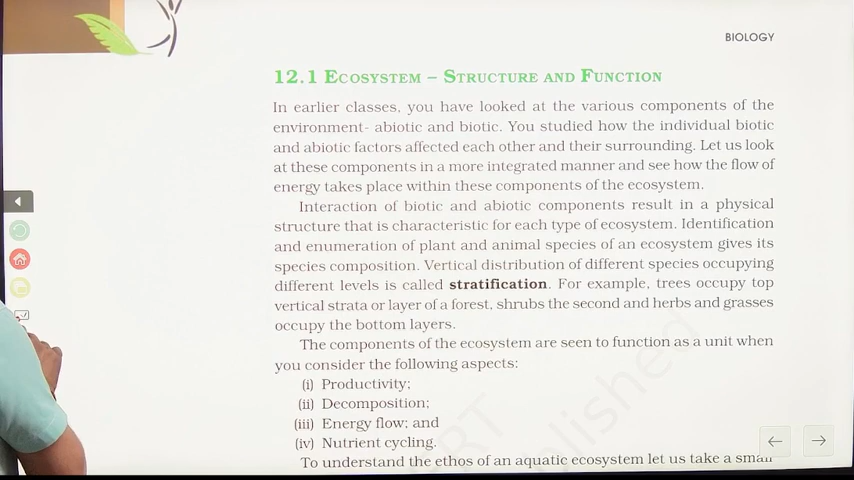 BIOLOGY
12.1 ECOSYSTEM – STRUCTURE AND FUNCTION
In earlier classes, you have looked at the various components of the
environment- abiotic and biotic. You studied how the individual biotic
and abiotic factors affected each other and their surrounding. Let us look
at these components in a more integrated manner and see how the flow of
energy takes place within these components of the ecosystem.
Interaction of biotic and abiotic components result in a physical
structure that is characteristic for each type of ecosystem. Identification
and enumeration of plant and animal species of an ecosystem gives its
species composition. Vertical distribution of different species occupying
different levels is called stratification. For example, trees occupy top
vertical strata or layer of a forest, shrubs the second and herbs and grasses
occupy the bottom layers.
The components of the ecosystem are seen to function as a unit when
you consider the following aspects:
(i) Productivity;
(ii) Decomposition;
(iii) Energy flow; and
(iv) Nutrient cycling.
To understand the ethos of an aquatic ecosystem let us take a small